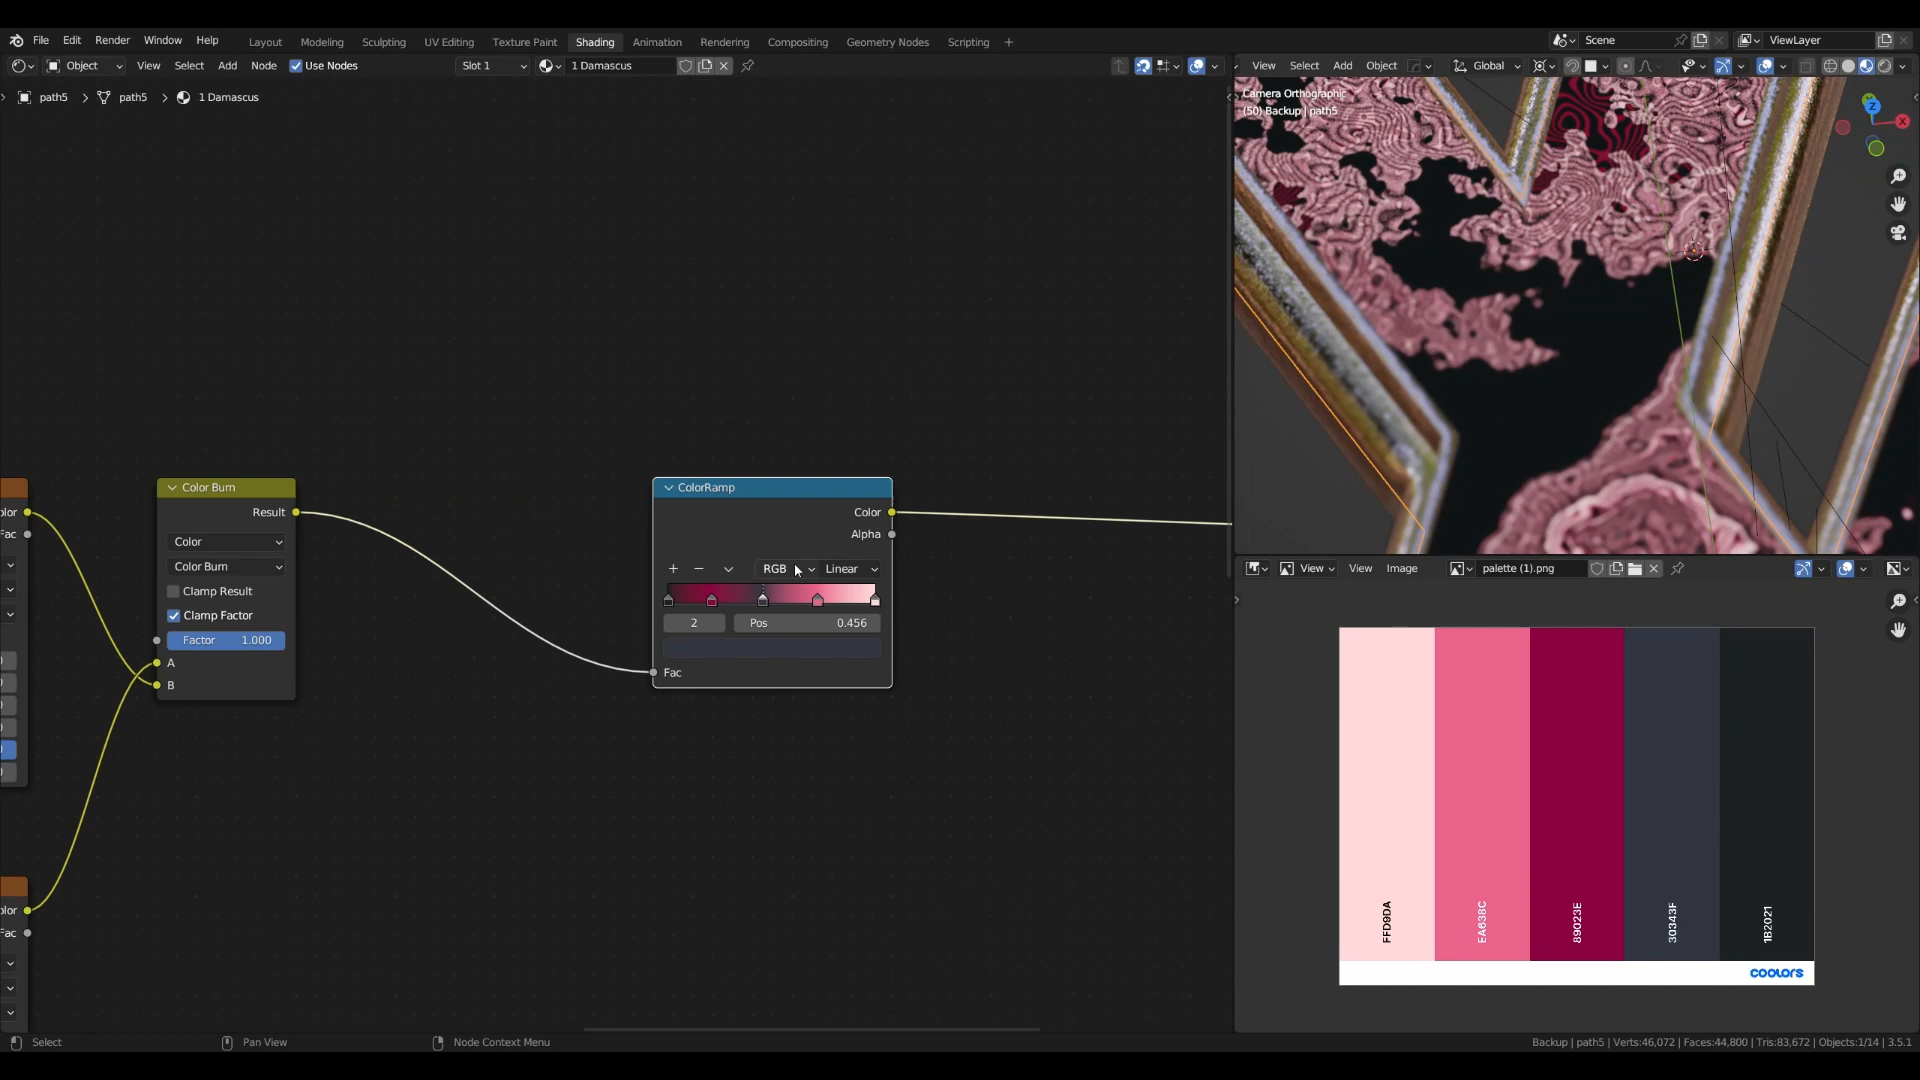 File Edit Render Window Help Layout Modeling Sculpting UV Editing Texture Paint Shading Animation Rendering Compositing Geometry Nodes Scripting + Scene ViewLayer
Object View Select Add Node Use Nodes Slot 1 1 Damascus
View Select Add Object Global
path5 > path5 > 1 Damascus
Camera Orthographic
(50) Backup | path5
Z
X
Color Burn
Result
Color
Color Burn
Clamp Result
Clamp Factor
Factor 1.000
A
B
olor
Fac
olor
Fac
ColorRamp
Color
Alpha
+ − RGB Linear
2 Pos 0.456
Fac
View View Image palette (1).png
FFD9DA
EA638C
89023E
30343F
1B2021
coolors
Select Pan View Node Context Menu
Backup | path5 | Verts:46,072 | Faces:44,800 | Tris:83,672 | Objects:1/14 | 3.5.1